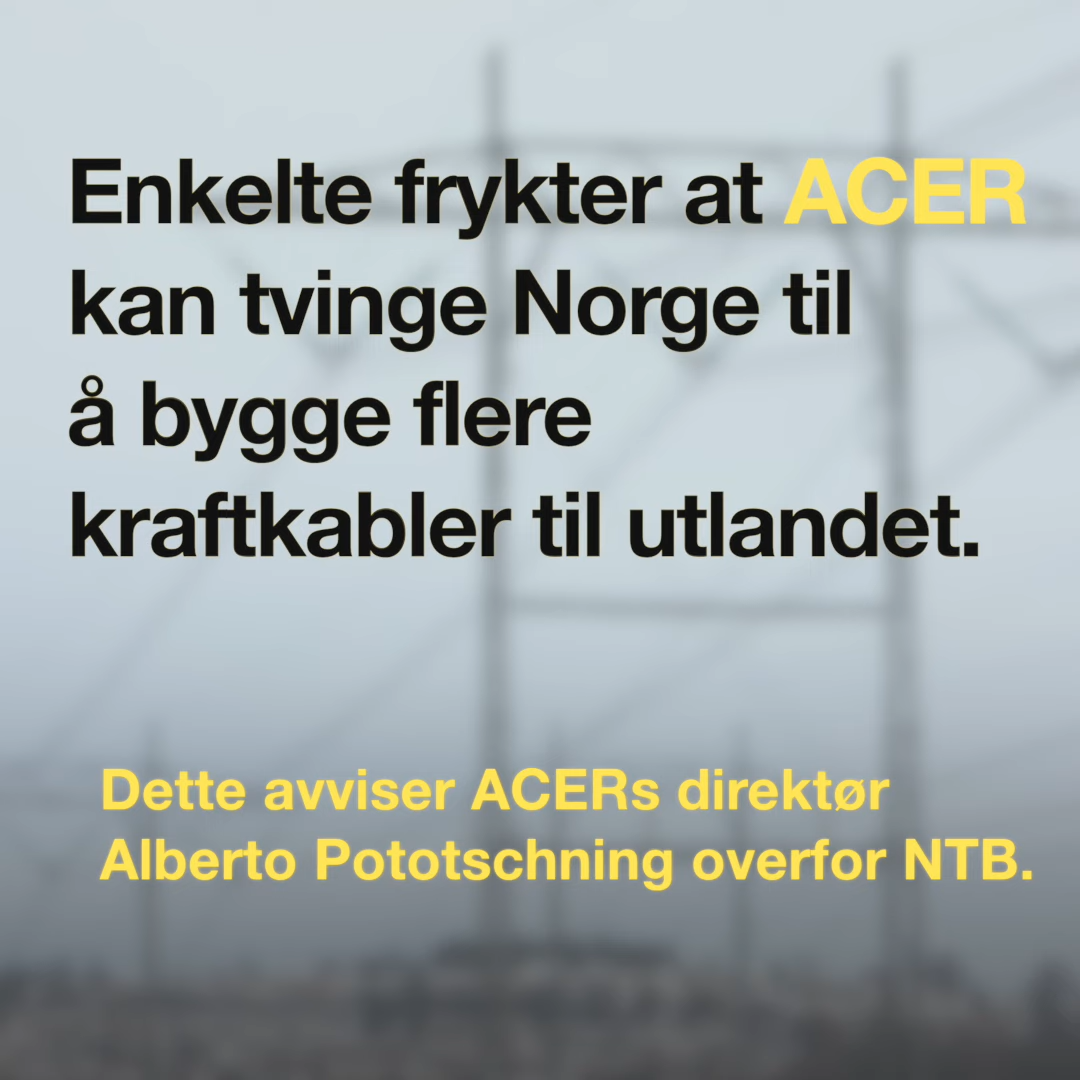 Enkelte frykter at ACER
kan tvinge Norge til
å bygge flere
kraftkabler til utlandet.
Dette avviser ACERs direktør
Alberto Pototschning overfor NTB.